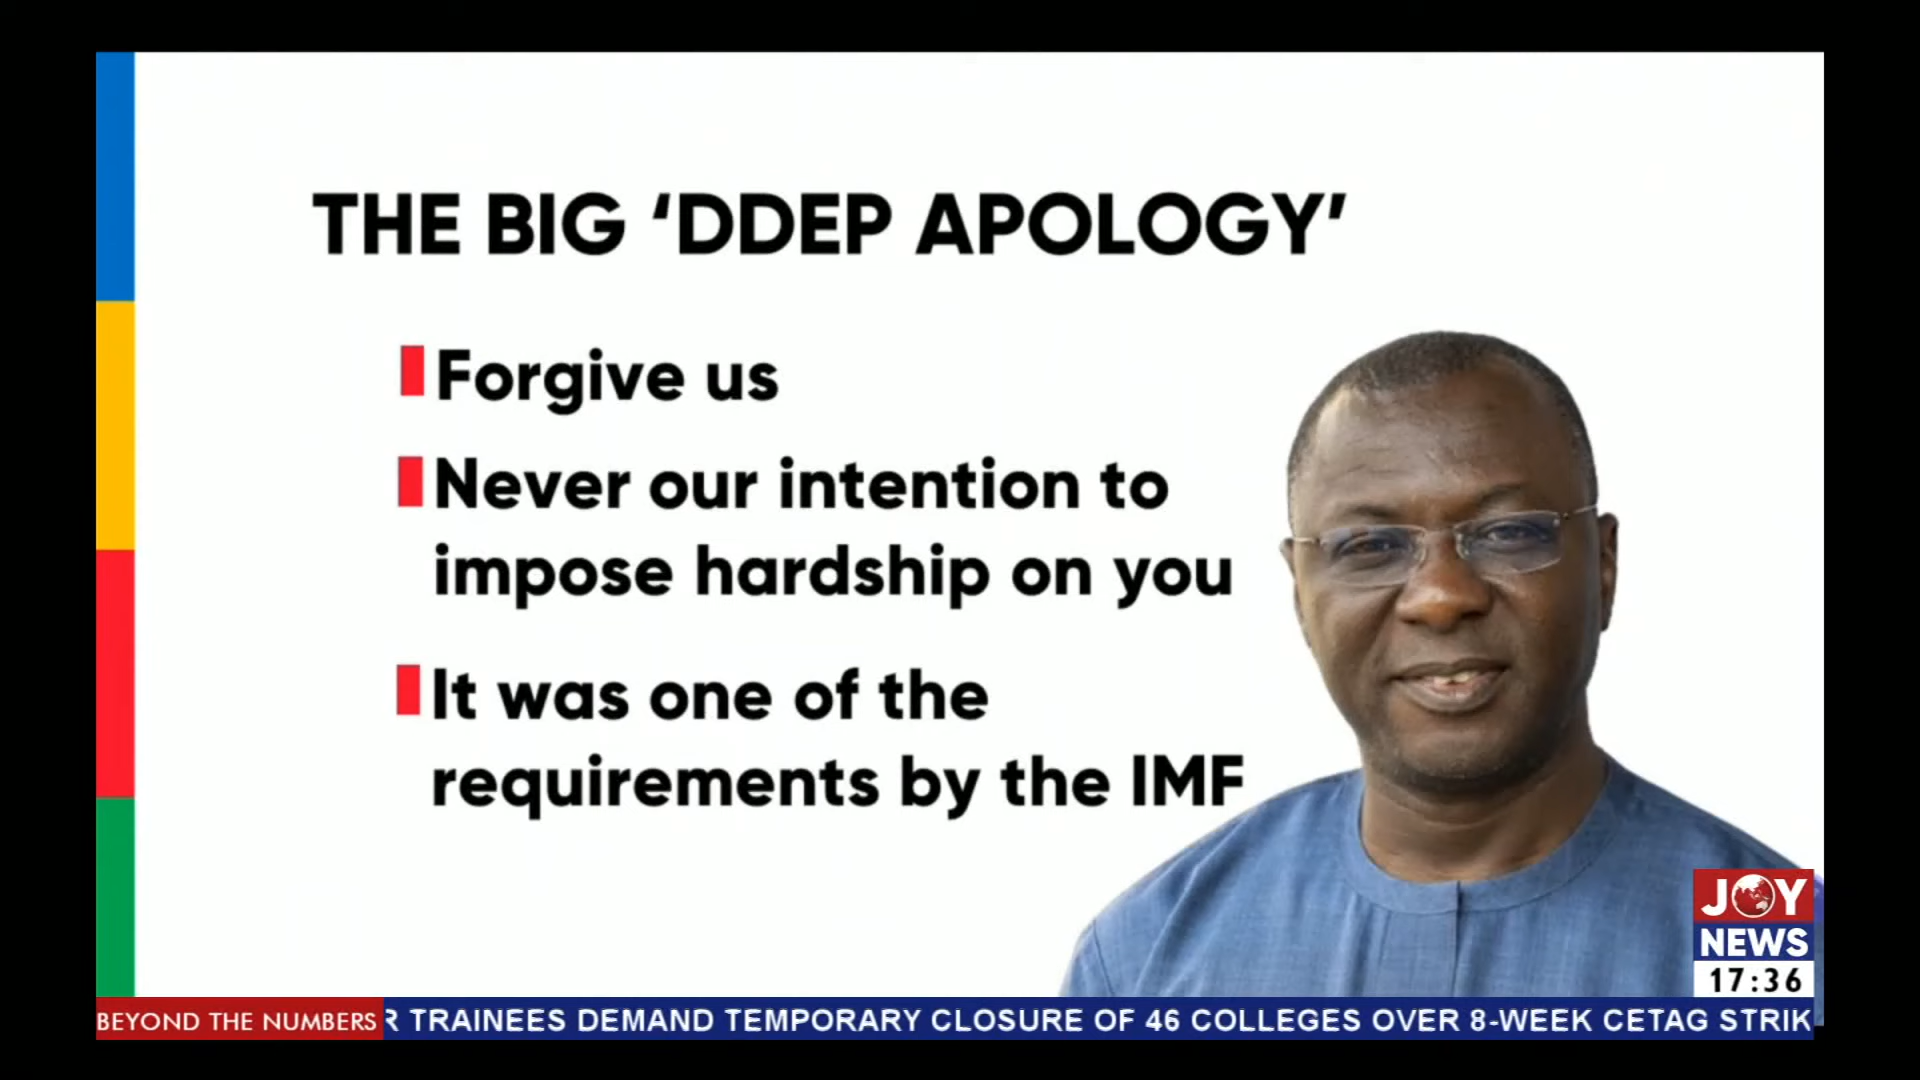 THE BIG ‘DDEP APOLOGY’
Forgive us
Never our intention to
impose hardship on you
It was one of the
requirements by the IMF
JOY
NEWS
17:36
BEYOND THE NUMBERS
R TRAINEES DEMAND TEMPORARY CLOSURE OF 46 COLLEGES OVER 8-WEEK CETAG STRIK